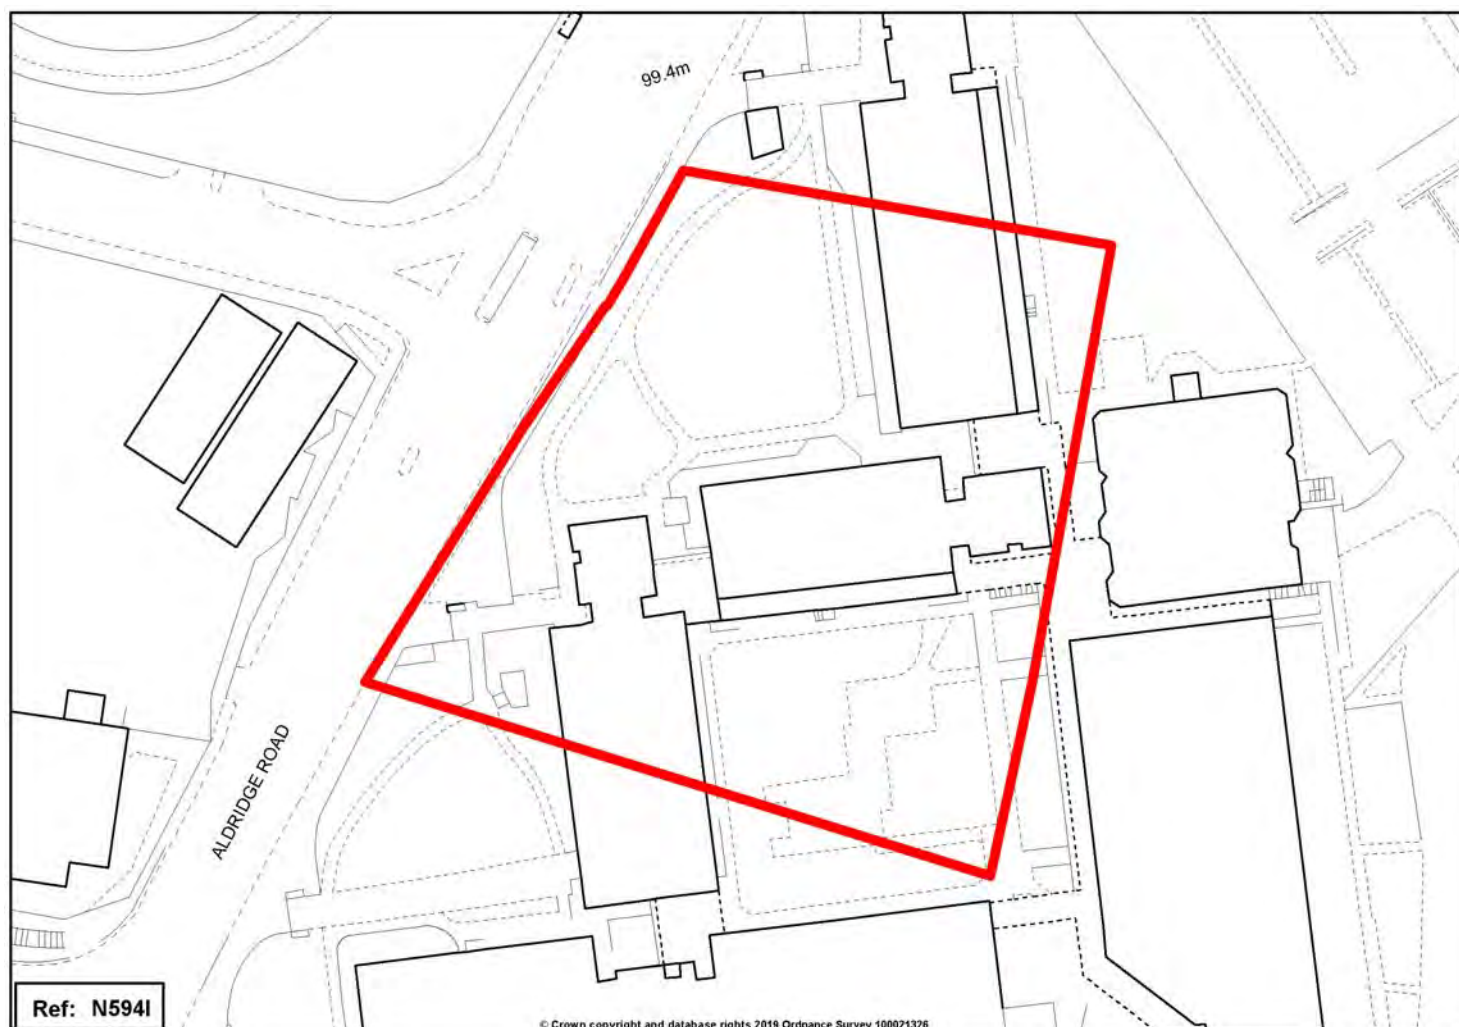 99.4m
ALDRIDGE ROAD
Ref: N594I
© Crown copyright and database rights 2019 Ordnance Survey 100021326